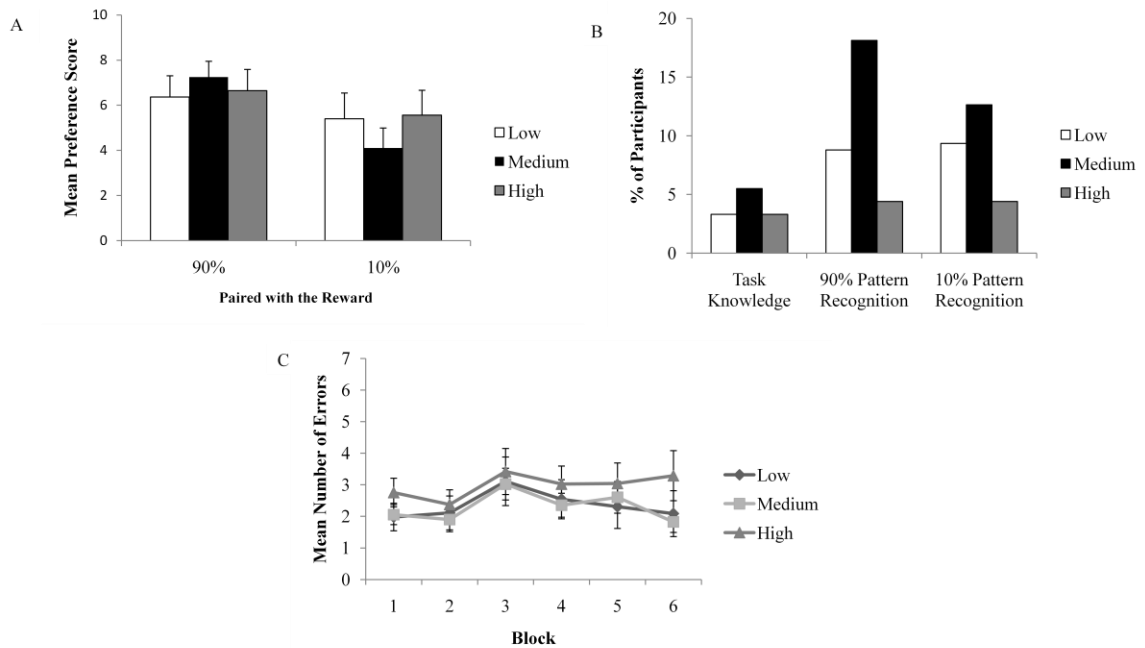 A
Mean Preference Score
10
8
6
4
2
0
90%
10%
Paired with the Reward
Low
Medium
High
B
% of Participants
20
15
10
5
0
Task
Knowledge
90% Pattern
Recognition
10% Pattern
Recognition
Low
Medium
High
C
Mean Number of Errors
7
6
5
4
3
2
1
0
1 2 3 4 5 6
Block
Low
Medium
High